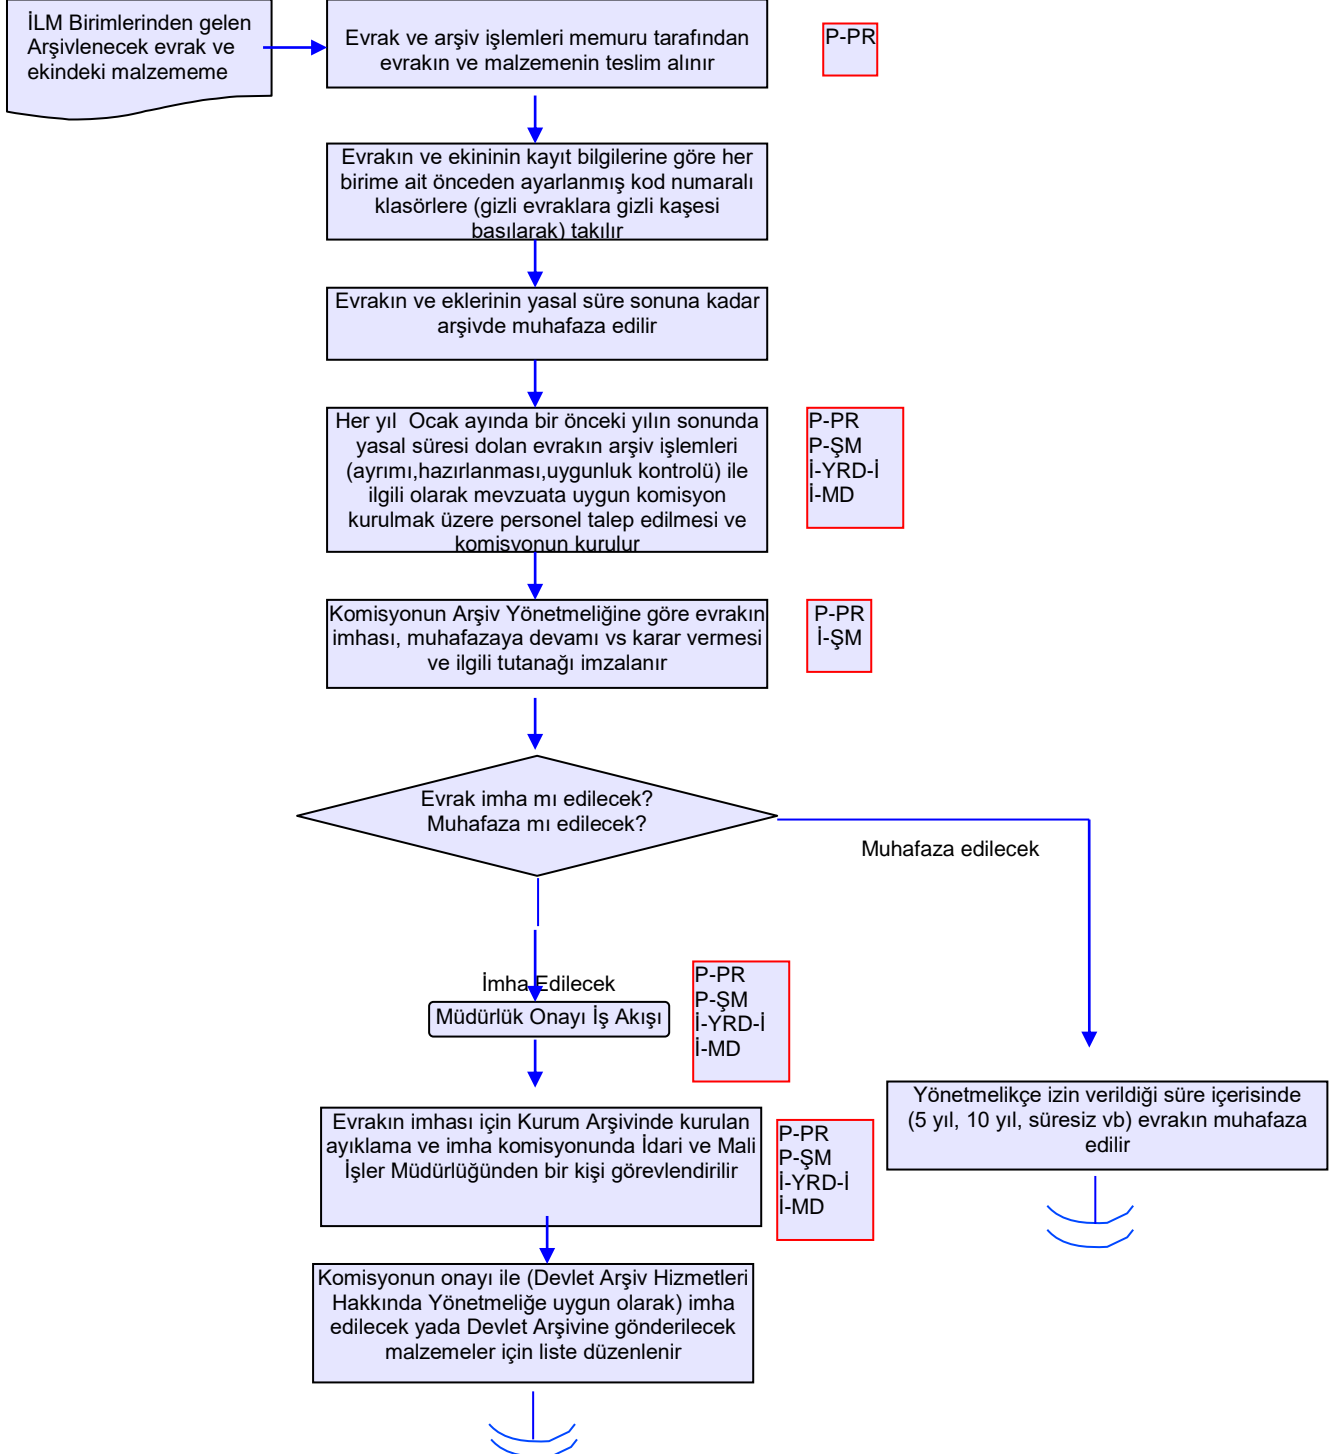 İLM Birimlerinden gelen
Arşivlenecek evrak ve
ekindeki malzememe
Evrak ve arşiv işlemleri memuru tarafından
evrakın ve malzemenin teslim alınır
P-PR
Evrakın ve ekininin kayıt bilgilerine göre her
birime ait önceden ayarlanmış kod numaralı
klasörlere (gizli evraklara gizli kaşesi
basılarak) takılır
Evrakın ve eklerinin yasal süre sonuna kadar
arşivde muhafaza edilir
Her yıl  Ocak ayında bir önceki yılın sonunda
yasal süresi dolan evrakın arşiv işlemleri
(ayrımı,hazırlanması,uygunluk kontrolü) ile
ilgili olarak mevzuata uygun komisyon
kurulmak üzere personel talep edilmesi ve
komisyonun kurulur
P-PR
P-ŞM
İ-YRD-İ
İ-MD
Komisyonun Arşiv Yönetmeliğine göre evrakın
imhası, muhafazaya devamı vs karar vermesi
ve ilgili tutanağı imzalanır
P-PR
İ-ŞM
Evrak imha mı edilecek?
Muhafaza mı edilecek?
Muhafaza edilecek
İmha Edilecek
Müdürlük Onayı İş Akışı
P-PR
P-ŞM
İ-YRD-İ
İ-MD
Yönetmelikçe izin verildiği süre içerisinde
(5 yıl, 10 yıl, süresiz vb) evrakın muhafaza
edilir
Evrakın imhası için Kurum Arşivinde kurulan
ayıklama ve imha komisyonunda İdari ve Mali
İşler Müdürlüğünden bir kişi görevlendirilir
P-PR
P-ŞM
İ-YRD-İ
İ-MD
Komisyonun onayı ile (Devlet Arşiv Hizmetleri
Hakkında Yönetmeliğe uygun olarak) imha
edilecek yada Devlet Arşivine gönderilecek
malzemeler için liste düzenlenir